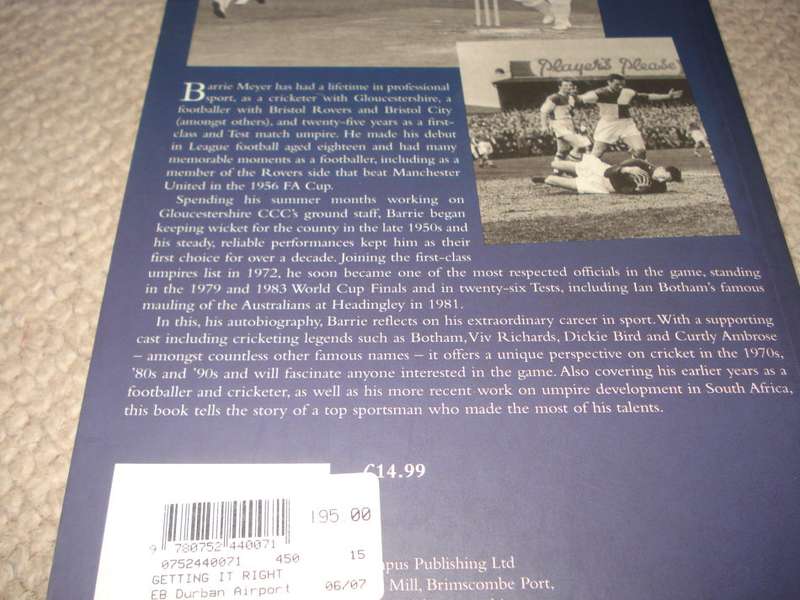 Player's Please
Barrie Meyer has had a lifetime in professional
sport, as a cricketer with Gloucestershire, a
footballer with Bristol Rovers and Bristol City
(amongst others), and twenty-five years as a first-
class and Test match umpire. He made his debut
in League football aged eighteen and had many
memorable moments as a footballer, including as a
member of the Rovers side that beat Manchester
United in the 1956 FA Cup.
Spending his summer months working on
Gloucestershire CCC's ground staff, Barrie began
keeping wicket for the county in the late 1950s and
his steady, reliable performances kept him as their
first choice for over a decade. Joining the first-class
umpires list in 1972, he soon became one of the most respected officials in the game, standing
in the 1979 and 1983 World Cup Finals and in twenty-six Tests, including Ian Botham's famous
mauling of the Australians at Headingley in 1981.
In this, his autobiography, Barrie reflects on his extraordinary career in sport. With a supporting
cast including cricketing legends such as Botham, Viv Richards, Dickie Bird and Curtly Ambrose
– amongst countless other famous names – it offers a unique perspective on cricket in the 1970s,
'80s and '90s and will fascinate anyone interested in the game. Also covering his earlier years as a
footballer and cricketer, as well as his more recent work on umpire development in South Africa,
this book tells the story of a top sportsman who made the most of his talents.
£14.99
195.00
9 780752 440071
0752440071 450 15
GETTING IT RIGHT
EB Durban Airport 06/07
pus Publishing Ltd
Mill, Brimscombe Port,